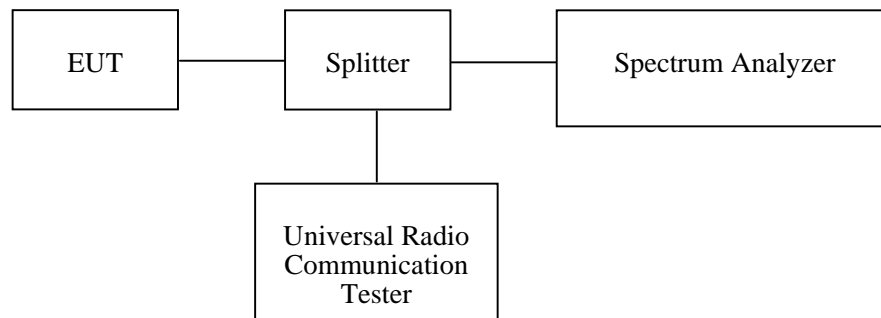 EUT
Splitter
Spectrum Analyzer
Universal Radio
Communication
Tester